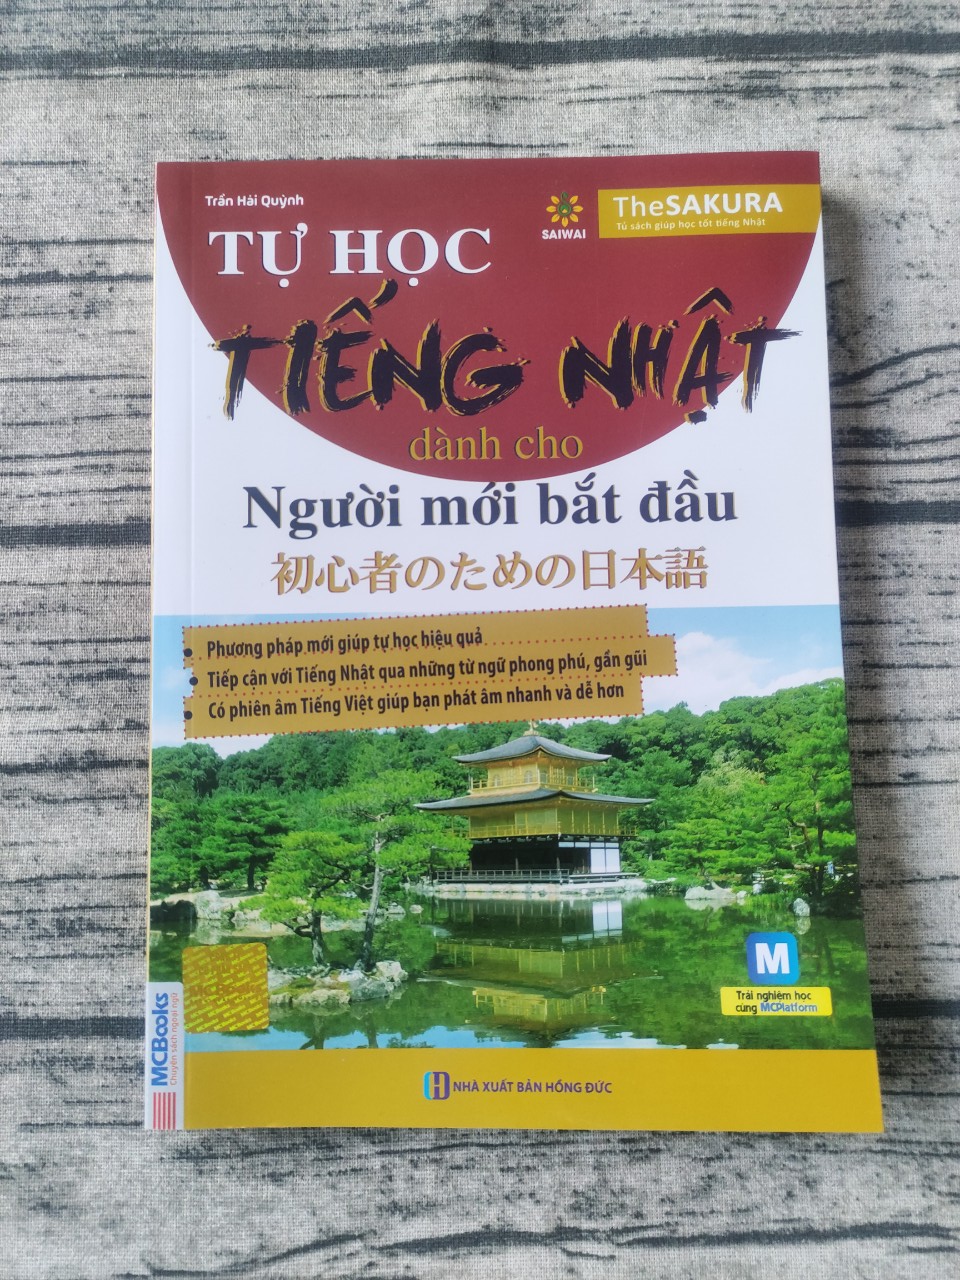 Trần Hải Quỳnh
SAIWAI
TheSAKURA
Tủ sách giúp học tốt tiếng Nhật
TỰ HỌC
TIẾNG NHẬT
dành cho
Người mới bắt đầu
初心者のための日本語
• Phương pháp mới giúp tự học hiệu quả
• Tiếp cận với Tiếng Nhật qua những từ ngữ phong phú, gần gũi
• Có phiên âm Tiếng Việt giúp bạn phát âm nhanh và dễ hơn
M
Trải nghiệm học
cùng MCPlatform
MCBooks
Chuyên sách ngoại ngữ
NHÀ XUẤT BẢN HỒNG ĐỨC